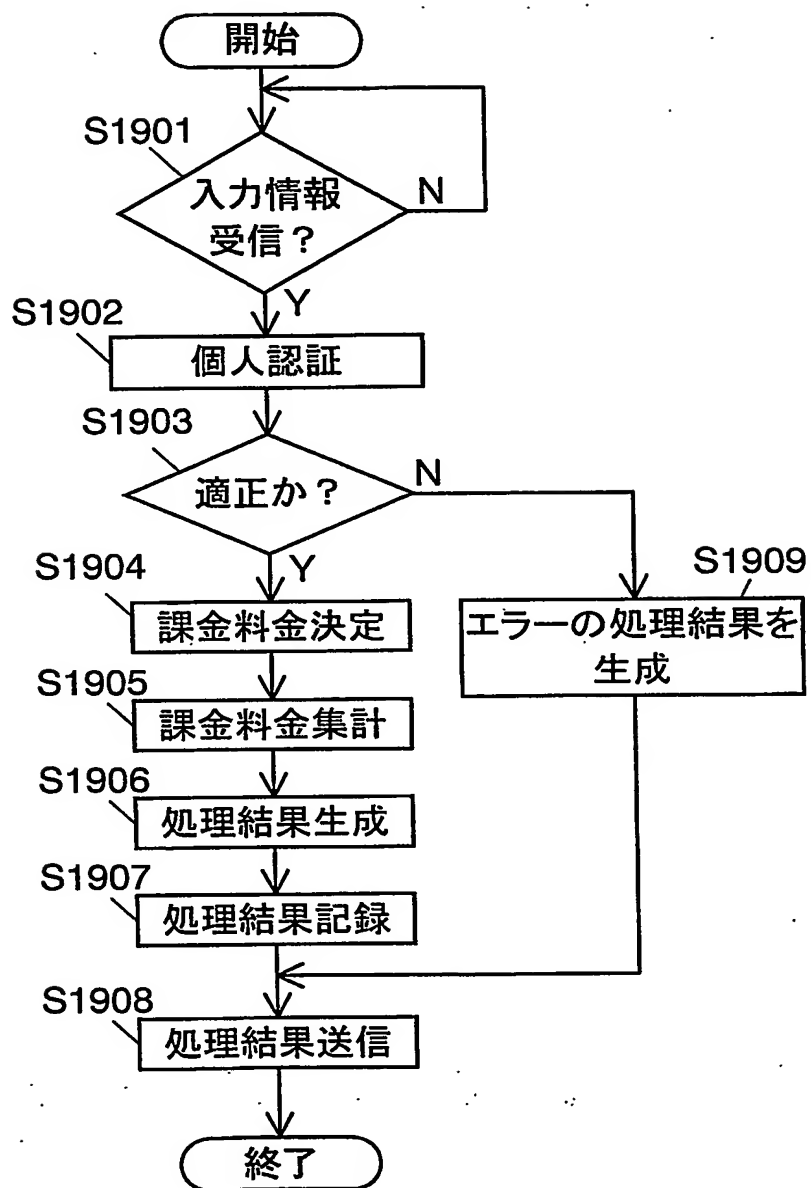 開始
S1901
入力情報
受信？
N
Y
S1902
個人認証
S1903
適正か？
N
Y
S1904
課金料金決定
S1909
エラーの処理結果を
生成
S1905
課金料金集計
S1906
処理結果生成
S1907
処理結果記録
S1908
処理結果送信
終了